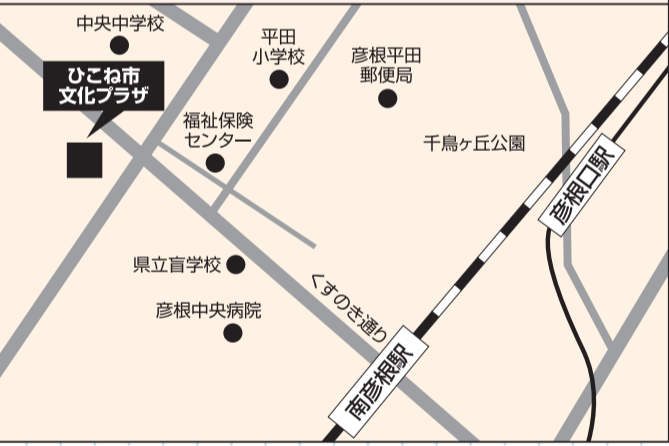 中央中学校
ひこね市
文化プラザ
平田
小学校
彦根平田
郵便局
福祉保険
センター
千鳥ヶ丘公園
彦根口駅
県立盲学校
彦根中央病院
くすのき通り
南彦根駅